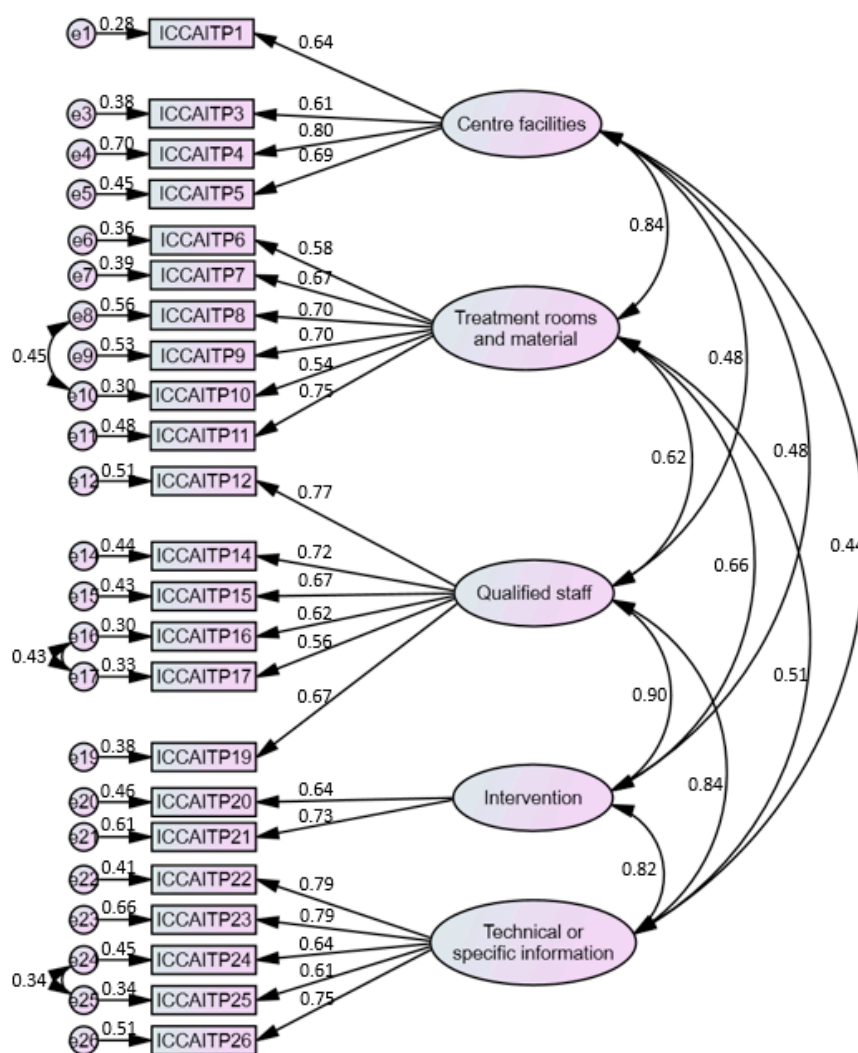 e1 0.28 ICCAITP1 0.64
e3 0.38 ICCAITP3 0.61
e4 0.70 ICCAITP4 0.80
e5 0.45 ICCAITP5 0.69
Centre facilities
e6 0.36 ICCAITP6 0.58
e7 0.39 ICCAITP7 0.67
e8 0.56 ICCAITP8 0.70
e9 0.53 ICCAITP9 0.70
e10 0.30 ICCAITP10 0.54
e11 0.48 ICCAITP11 0.75
0.45
Treatment rooms
and material
0.84
0.48
e12 0.51 ICCAITP12 0.77
e14 0.44 ICCAITP14 0.72
e15 0.43 ICCAITP15 0.67
e16 0.30 ICCAITP16 0.62
e17 0.33 ICCAITP17 0.56
0.43
e19 0.38 ICCAITP19 0.67
Qualified staff
0.62
0.48
0.66
0.44
0.51
0.90
e20 0.46 ICCAITP20 0.64
e21 0.61 ICCAITP21 0.73
Intervention
0.84
0.82
e22 0.41 ICCAITP22 0.79
e23 0.66 ICCAITP23 0.79
e24 0.45 ICCAITP24 0.64
e25 0.34 ICCAITP25 0.61
e26 0.51 ICCAITP26 0.75
0.34
Technical or
specific information